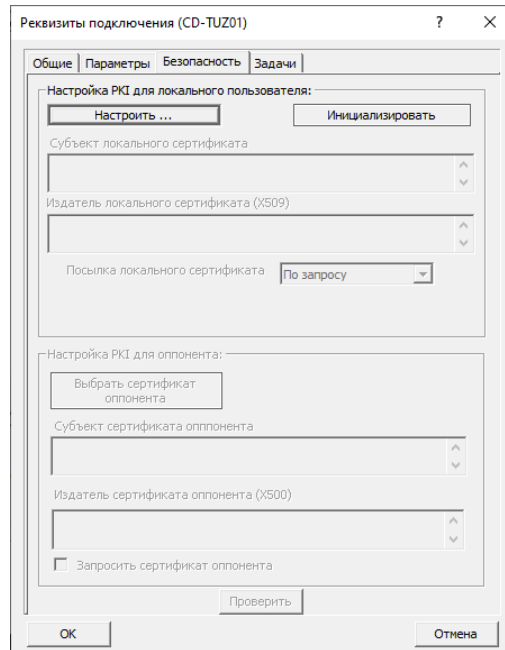 Реквизиты подключения (CD-TUZ01) ? ×
Общие Параметры Безопасность Задачи
Настройка PKI для локального пользователя:
Настроить ... Инициализировать
Субъект локального сертификата
Издатель локального сертификата (X509)
Посылка локального сертификата По запросу
Настройка PKI для оппонента:
Выбрать сертификат
оппонента
Субъект сертификата опппонента
Издатель сертификата оппонента (X500)
Запросить сертификат оппонента
Проверить
OK Отмена